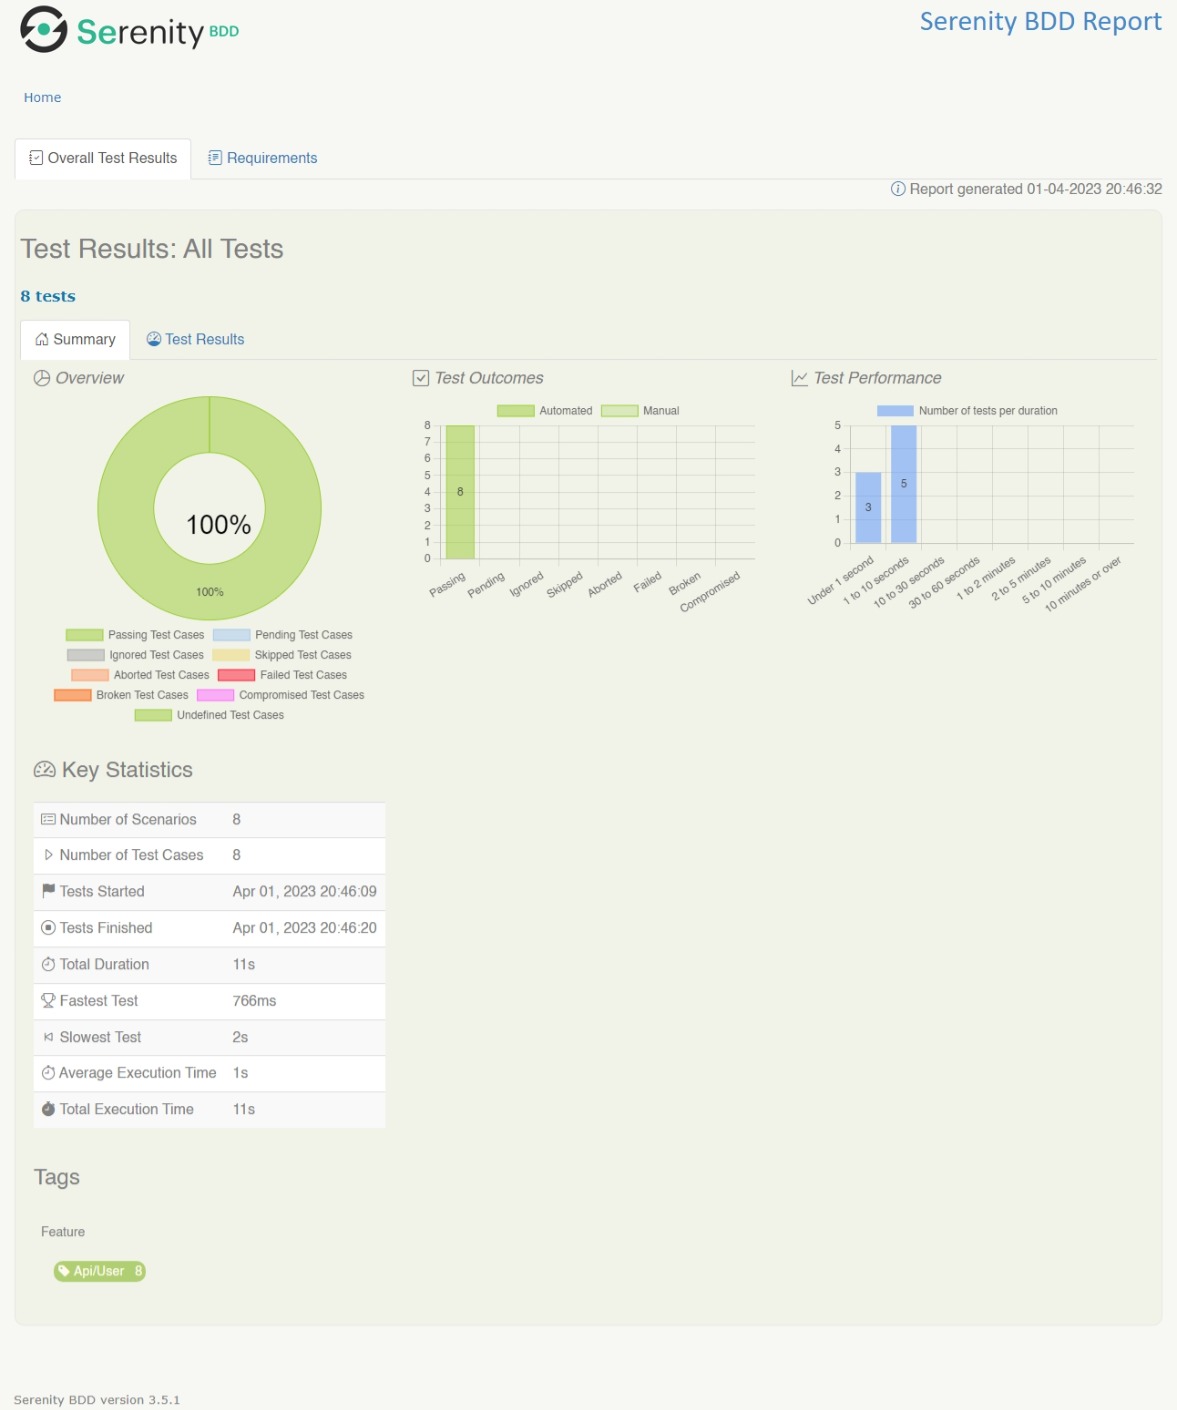 Serenity BDD
Serenity BDD Report
Home
Overall Test Results Requirements
Report generated 01-04-2023 20:46:32
Test Results: All Tests
8 tests
Summary Test Results
Overview
100%
100%
Passing Test Cases Pending Test Cases
Ignored Test Cases Skipped Test Cases
Aborted Test Cases Failed Test Cases
Broken Test Cases Compromised Test Cases
Undefined Test Cases
Test Outcomes
Automated Manual
8
7
6
5
4
3
2
1
0
8
Passing Pending Ignored Skipped Aborted Failed Broken Compromised
Test Performance
Number of tests per duration
5
4
3
2
1
0
3 5
Under 1 second 1 to 10 seconds 10 to 30 seconds 30 to 60 seconds 1 to 2 minutes 2 to 5 minutes 5 to 10 minutes 10 minutes or over
Key Statistics
Number of Scenarios 8
Number of Test Cases 8
Tests Started Apr 01, 2023 20:46:09
Tests Finished Apr 01, 2023 20:46:20
Total Duration 11s
Fastest Test 766ms
Slowest Test 2s
Average Execution Time 1s
Total Execution Time 11s
Tags
Feature
Api/User 8
Serenity BDD version 3.5.1